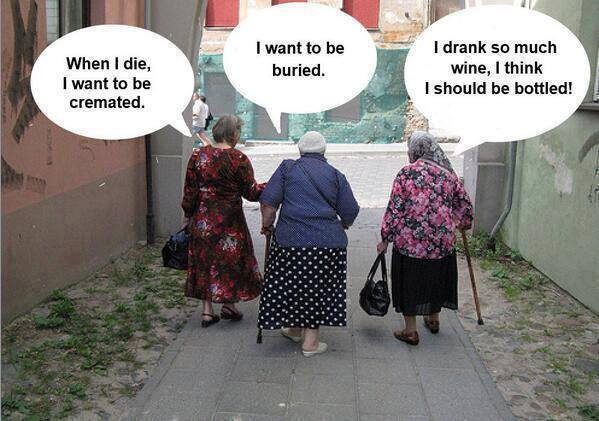 When I die,
I want to be
cremated.
I want to be
buried.
I drank so much
wine, I think
I should be bottled!